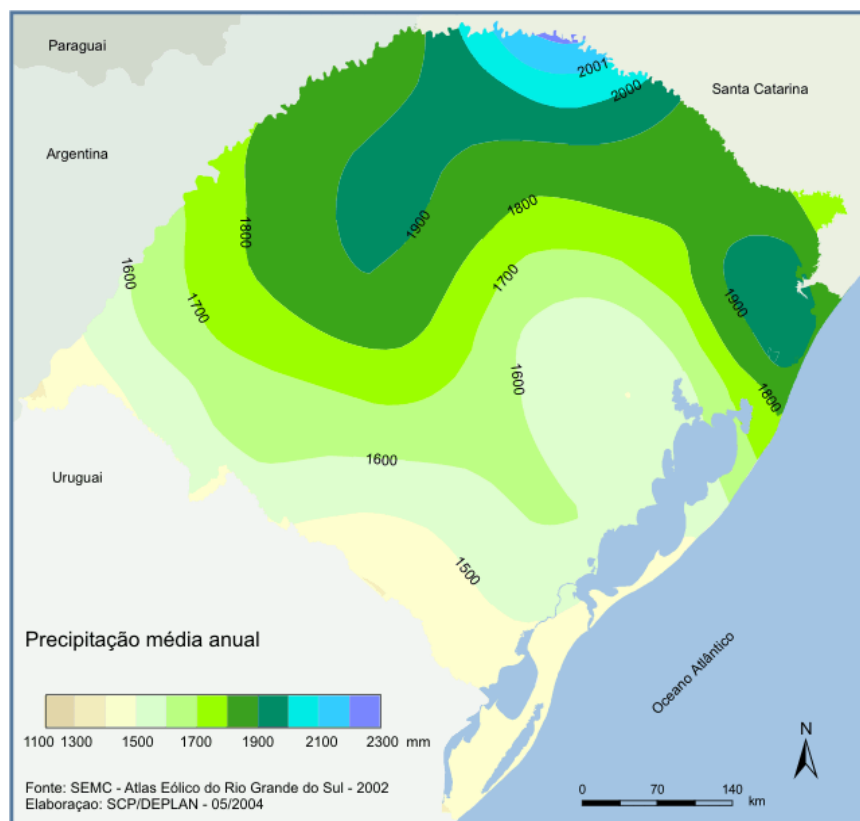 Paraguai
Argentina
Santa Catarina
2001
2000
1900
1800
1800
1700
1600
1700
1900
1800
1600
1600
1500
Uruguai
Oceano Atlântico
Precipitação média anual
1100 1300 1500 1700 1900 2100 2300 mm
Fonte: SEMC - Atlas Eólico do Rio Grande do Sul - 2002
Elaboraçao: SCP/DEPLAN - 05/2004
N
0 70 140
km